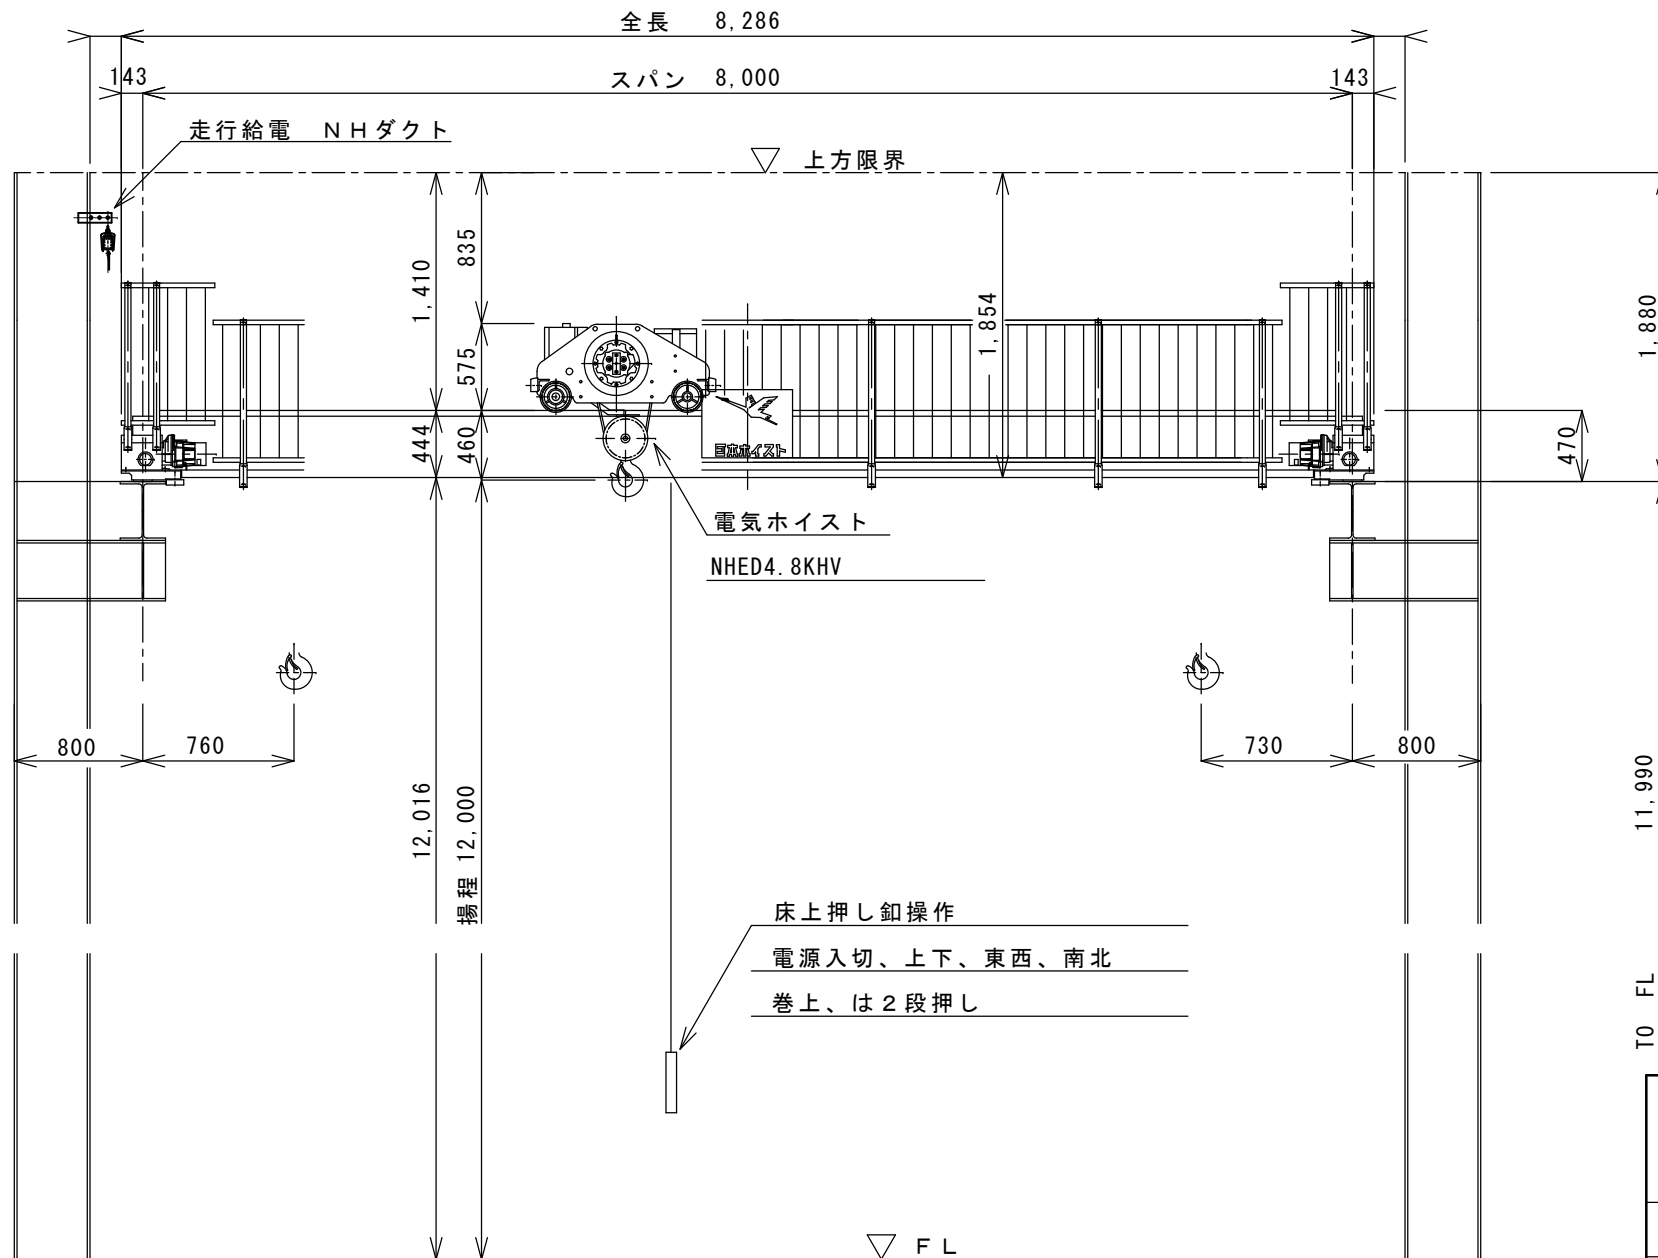 全長 8,286
143
スパン 8,000
143
走行給電 NHダクト
上方限界
835
1,410
575
1,854
1,880
444
460
470
日本ホイスト
電気ホイスト
NHED4.8KHV
800
760
730
800
12,016
揚程 12,000
11,990
TO FL
床上押し釦操作
電源入切、上下、東西、南北
巻上、は2段押し
FL